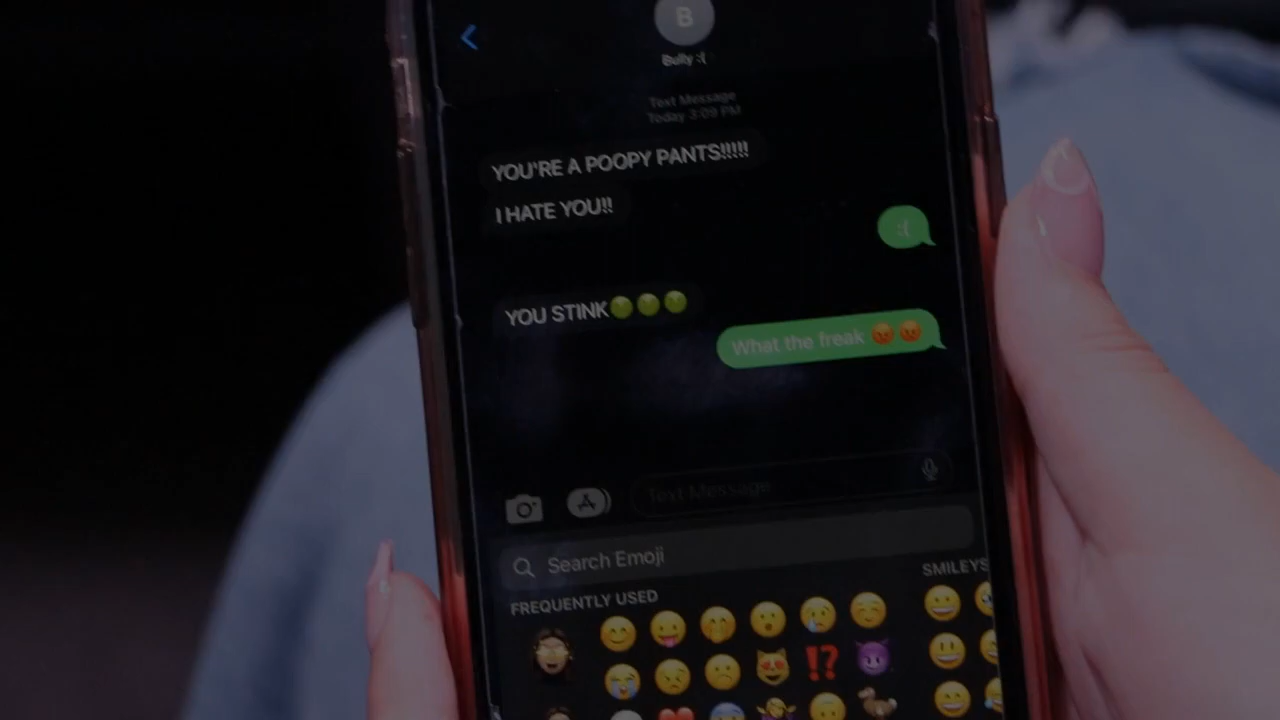 B
Bully :(
Text Message
Today 3:09 PM
YOU'RE A POOPY PANTS!!!!!
I HATE YOU!!
:(
YOU STINK🤢🤢🤢
What the freak 😡😡
Text Message
Search Emoji
FREQUENTLY USED
SMILEYS